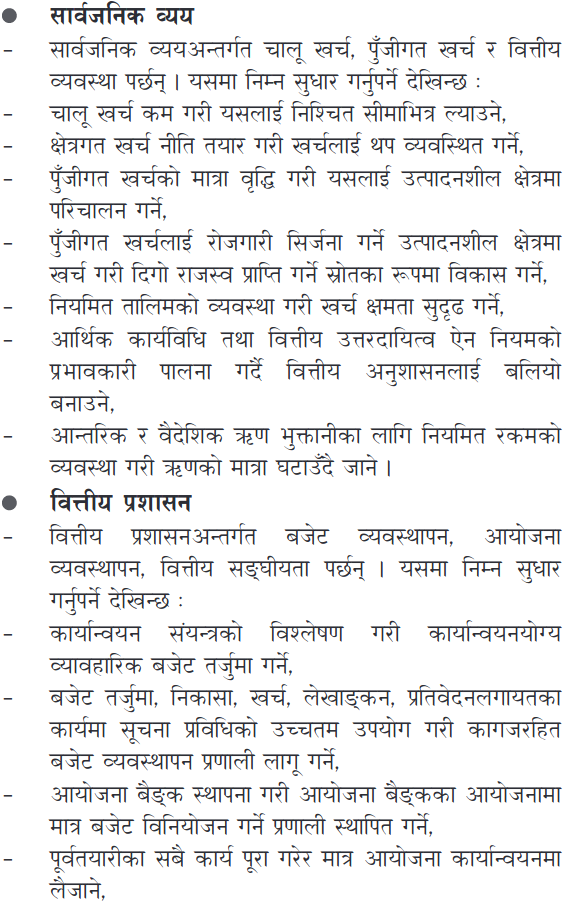 ● सार्वजनिक व्यय
– सार्वजनिक व्ययअन्तर्गत चालू खर्च, पुँजीगत खर्च र वित्तीय
व्यवस्था पर्छन् । यसमा निम्न सुधार गर्नुपर्ने देखिन्छ :
– चालू खर्च कम गरी यसलाई निश्चित सीमाभित्र ल्याउने,
– क्षेत्रगत खर्च नीति तयार गरी खर्चलाई थप व्यवस्थित गर्ने,
– पुँजीगत खर्चको मात्रा वृद्धि गरी यसलाई उत्पादनशील क्षेत्रमा
परिचालन गर्ने,
– पुँजीगत खर्चलाई रोजगारी सिर्जना गर्ने उत्पादनशील क्षेत्रमा
खर्च गरी दिगो राजस्व प्राप्ति गर्ने स्रोतका रूपमा विकास गर्ने,
– नियमित तालिमको व्यवस्था गरी खर्च क्षमता सुदृढ गर्ने,
– आर्थिक कार्यविधि तथा वित्तीय उत्तरदायित्व ऐन नियमको
प्रभावकारी पालना गर्दै वित्तीय अनुशासनलाई बलियो
बनाउने,
– आन्तरिक र वैदेशिक ऋण भुक्तानीका लागि नियमित रकमको
व्यवस्था गरी ऋणको मात्रा घटाउँदै जाने ।
● वित्तीय प्रशासन
– वित्तीय प्रशासनअन्तर्गत बजेट व्यवस्थापन, आयोजना
व्यवस्थापन, वित्तीय सङ्घीयता पर्छन् । यसमा निम्न सुधार
गर्नुपर्ने देखिन्छ :
– कार्यान्वयन संयन्त्रको विश्लेषण गरी कार्यान्वयनयोग्य
व्यावहारिक बजेट तर्जुमा गर्ने,
– बजेट तर्जुमा, निकासा, खर्च, लेखाङ्कन, प्रतिवेदनलगायतका
कार्यमा सूचना प्रविधिको उच्चतम उपयोग गरी कागजरहित
बजेट व्यवस्थापन प्रणाली लागू गर्ने,
– आयोजना बैङ्क स्थापना गरी आयोजना बैङ्कका आयोजनामा
मात्र बजेट विनियोजन गर्ने प्रणाली स्थापित गर्ने,
– पूर्वतयारीका सबै कार्य पूरा गरेर मात्र आयोजना कार्यान्वयनमा
लैजाने,